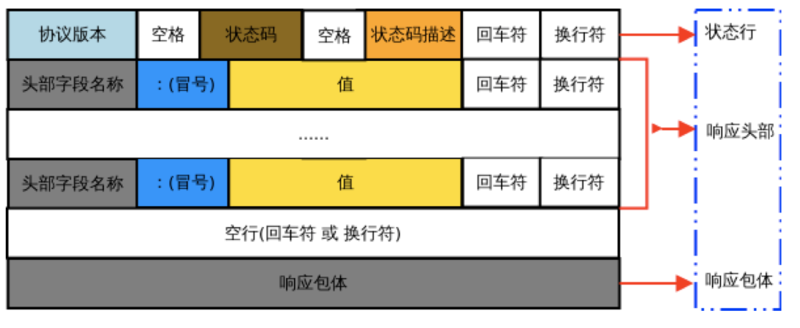 协议版本 空格 状态码 空格 状态码描述 回车符 换行符 状态行
头部字段名称 :(冒号) 值 回车符 换行符
...... 响应头部
头部字段名称 :(冒号) 值 回车符 换行符
空行(回车符 或 换行符)
响应包体 响应包体